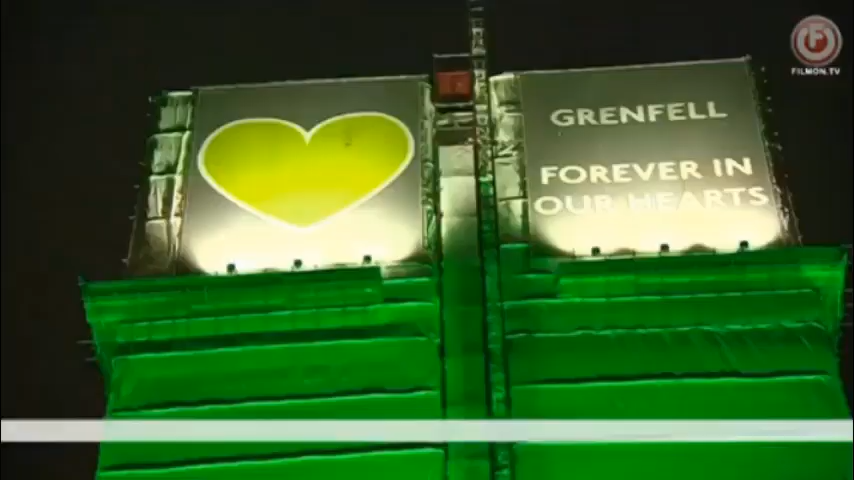 F
FILMON.TV
GRENFELL
FOREVER IN
OUR HEARTS